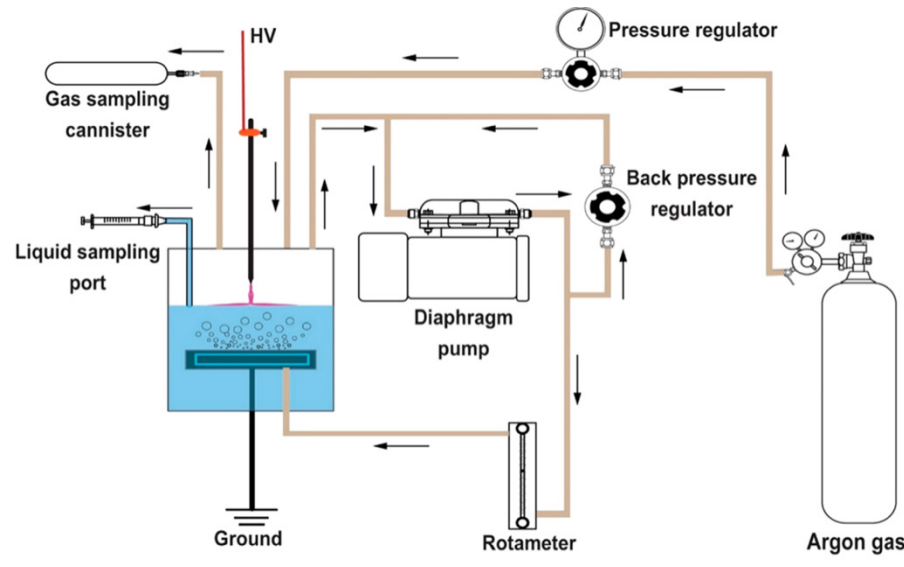 HV
Pressure regulator
Gas sampling
cannister
Back pressure
regulator
Liquid sampling
port
Diaphragm
pump
Ground
Rotameter
Argon gas